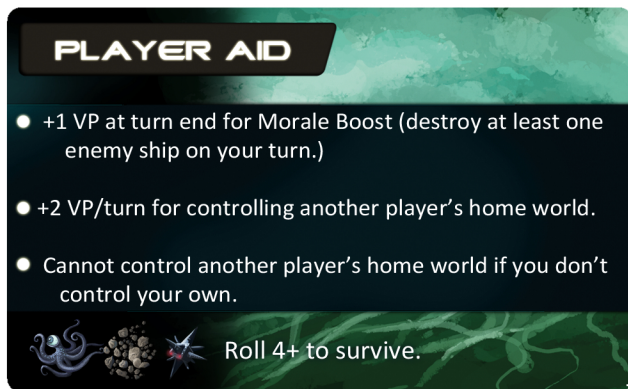 PLAYER AID
+1 VP at turn end for Morale Boost (destroy at least one
enemy ship on your turn.)
+2 VP/turn for controlling another player’s home world.
Cannot control another player’s home world if you don’t
control your own.
Roll 4+ to survive.